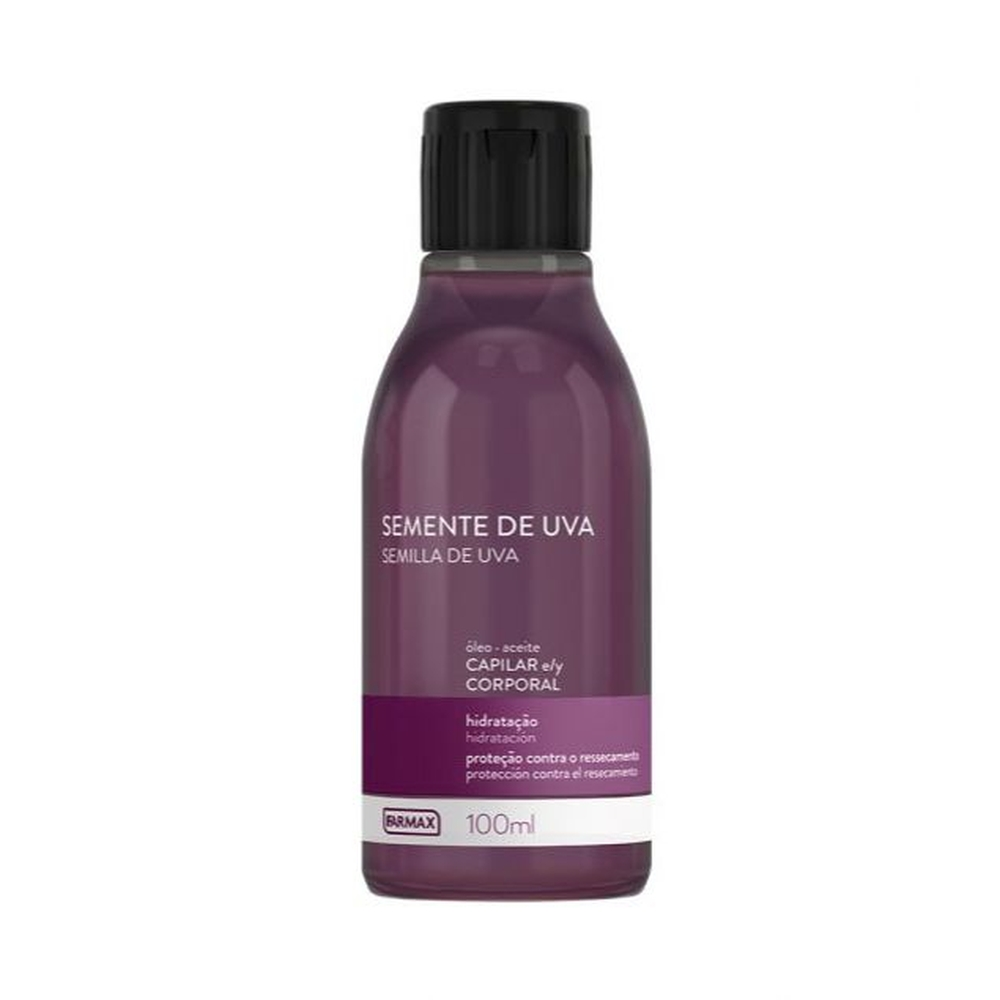 SEMENTE DE UVA
SEMILLA DE UVA
óleo - aceite
CAPILAR e/y
CORPORAL
hidratação
hidratación
proteção contra o ressecamento
protección contra el resecamento
FARMAX
100ml